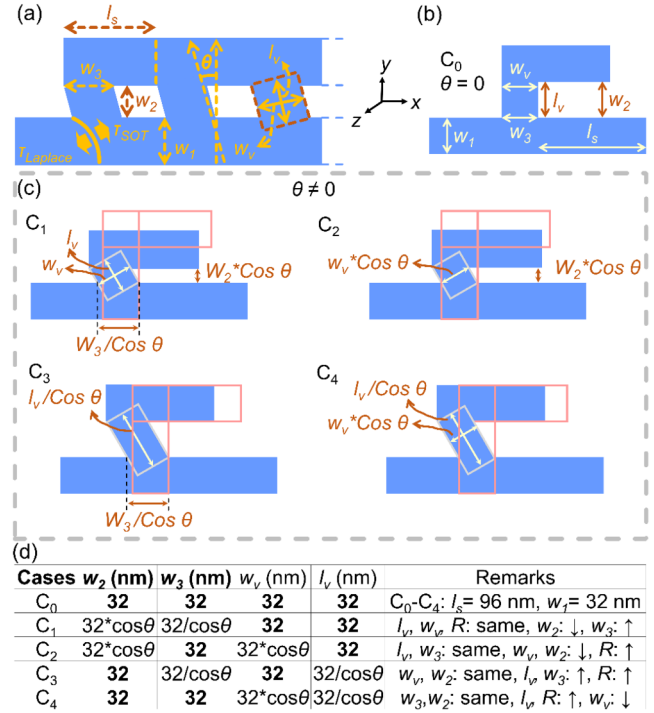 (a)
l_s
w_3
θ
l_v
w_2
τ_SOT
τ_Laplace
w_1
w_v
y
x
z
(b)
C_0
θ = 0
w_v
l_v
w_2
w_1
w_3
l_s
(c)
θ ≠ 0
C_1
l_v
w_v
W_2*Cos θ
W_3/Cos θ
C_2
w_v*Cos θ
W_2*Cos θ
C_3
l_v/Cos θ
W_3/Cos θ
C_4
l_v/Cos θ
w_v*Cos θ
(d)
Cases w_2 (nm) w_3 (nm) w_v (nm) l_v (nm) Remarks
C_0 32 32 32 32 C_0-C_4: l_s= 96 nm, w_1= 32 nm
C_1 32*cosθ 32/cosθ 32 32 l_v, w_v, R: same, w_2: ↓, w_3: ↑
C_2 32*cosθ 32 32*cosθ 32 l_v, w_3: same, w_v, w_2: ↓, R: ↑
C_3 32 32/cosθ 32 32/cosθ w_v, w_2: same, l_v, w_3: ↑, R: ↑
C_4 32 32 32*cosθ 32/cosθ w_3,w_2: same, l_v, R: ↑, w_v: ↓